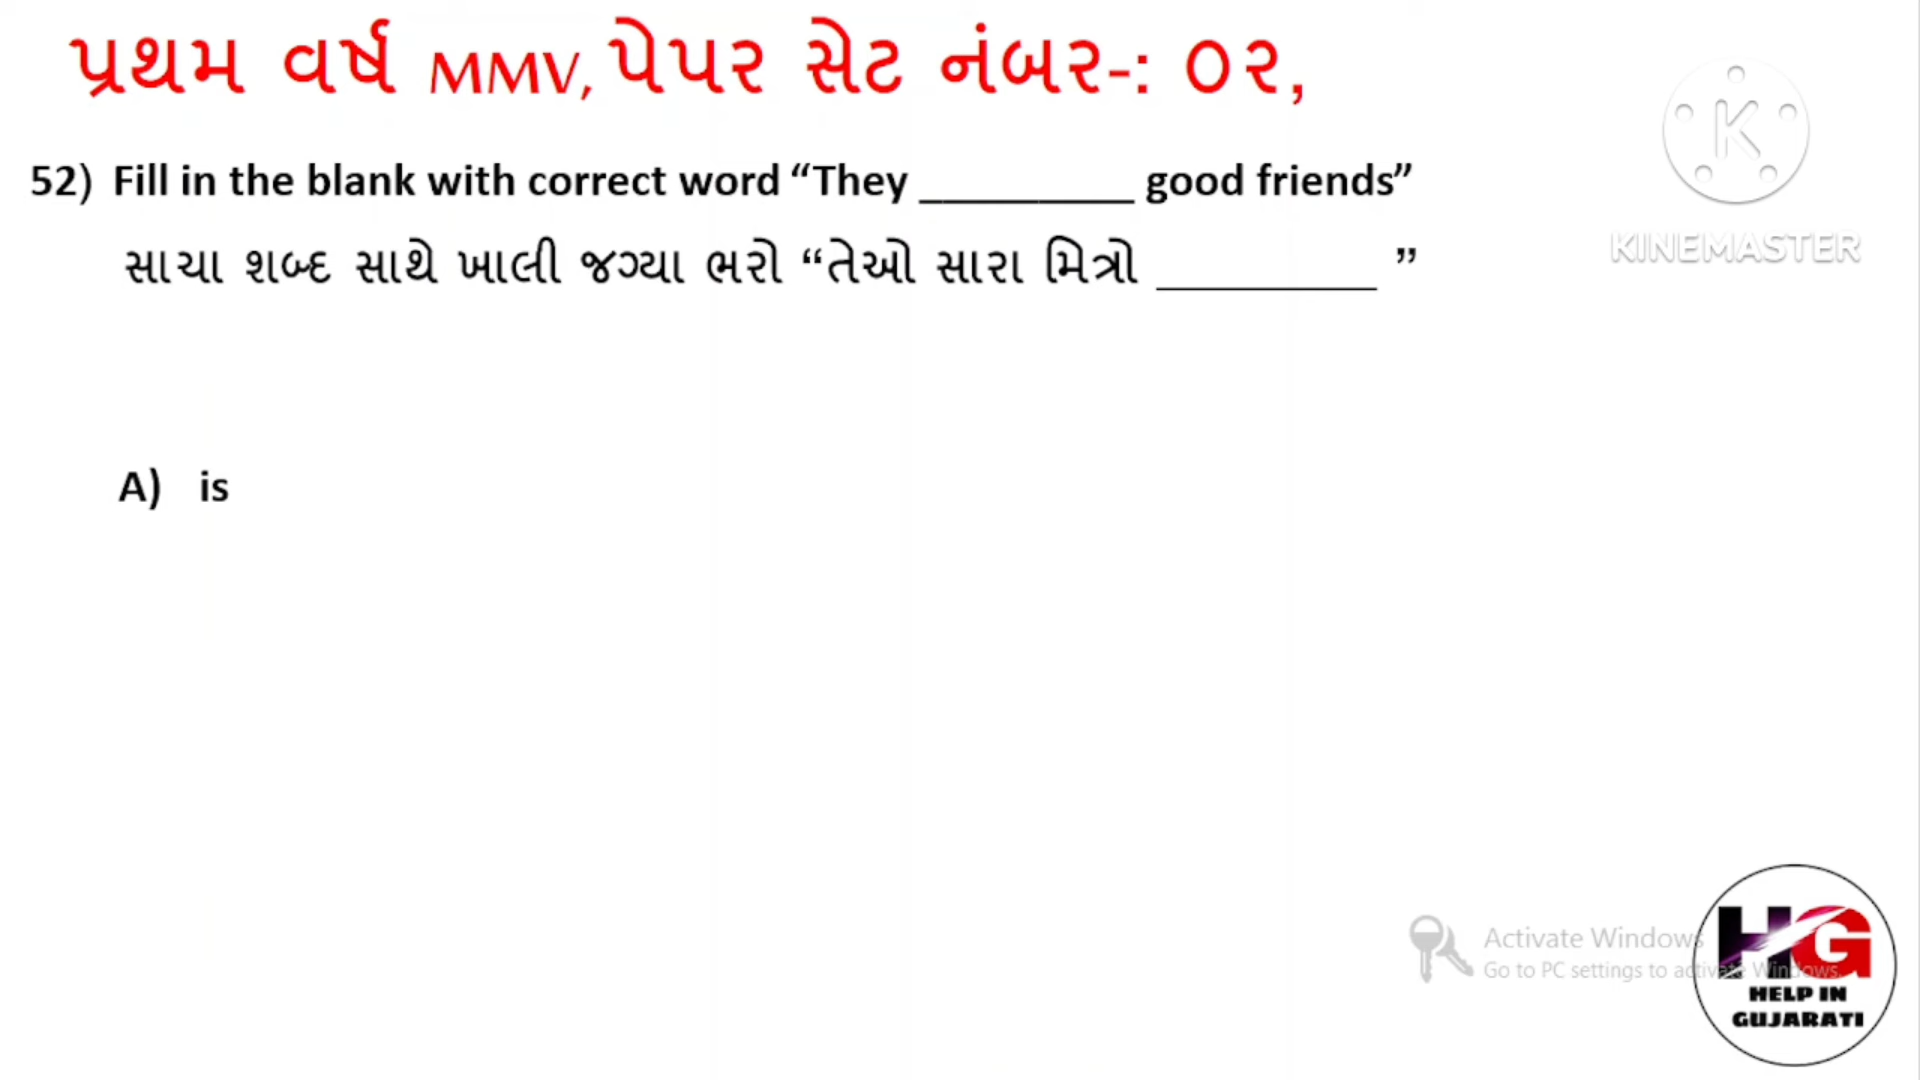 પ્રથમ વર્ષ MMV, પેપર સેટ નંબર-: ૦૨,
52) Fill in the blank with correct word “They _________ good friends”
સાચા શબ્દ સાથે ખાલી જગ્યા ભરો “તેઓ સારા મિત્રો _________ ”
A) is
K
KINEMASTER
Activate Windows
Go to PC settings to activate Windows.
HG
HELP IN
GUJARATI